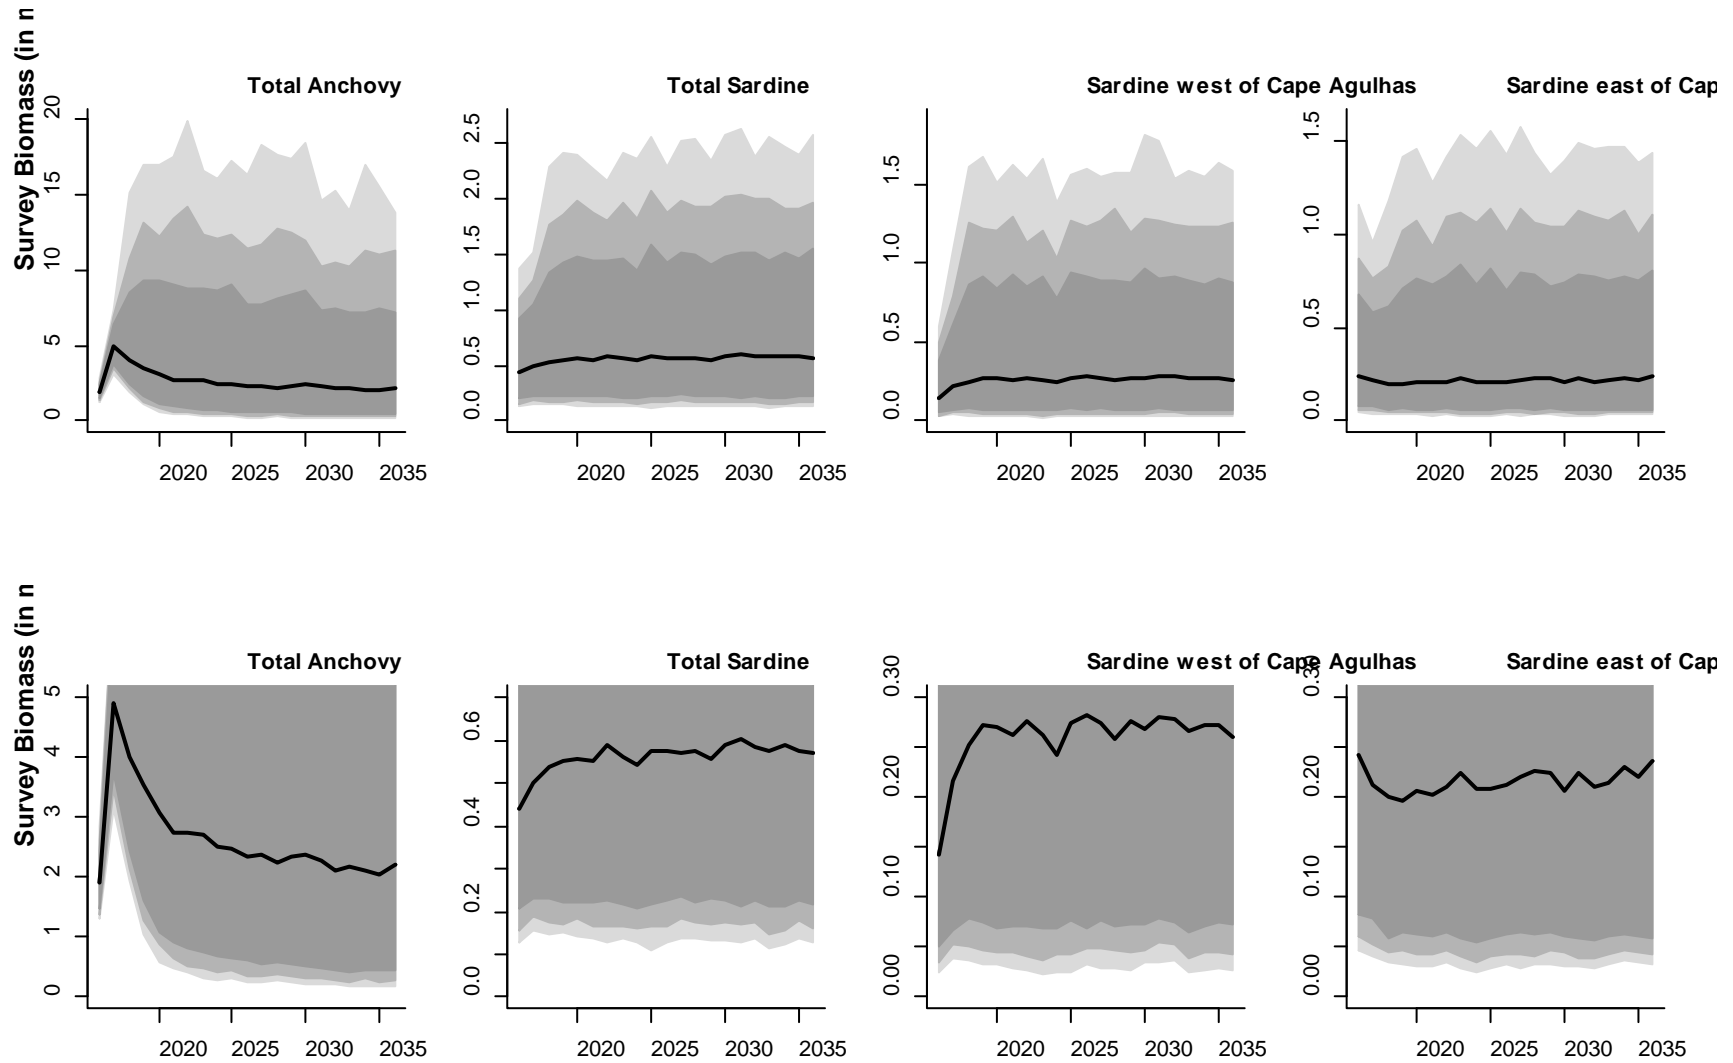 Survey Biomass (in n
Total Anchovy
Total Sardine
Sardine west of Cape Agulhas
Sardine east of Cap
20
15
10
5
0
2.5
2.0
1.5
1.0
0.5
0.0
1.5
1.0
0.5
0.0
1.5
1.0
0.5
0.0
2020 2025 2030 2035
2020 2025 2030 2035
2020 2025 2030 2035
2020 2025 2030 2035
Survey Biomass (in n
Total Anchovy
Total Sardine
Sardine west of Cape Agulhas
Sardine east of Cap
5
4
3
2
1
0
0.6
0.4
0.2
0.0
0.30
0.20
0.10
0.00
0.30
0.20
0.10
0.00
2020 2025 2030 2035
2020 2025 2030 2035
2020 2025 2030 2035
2020 2025 2030 2035